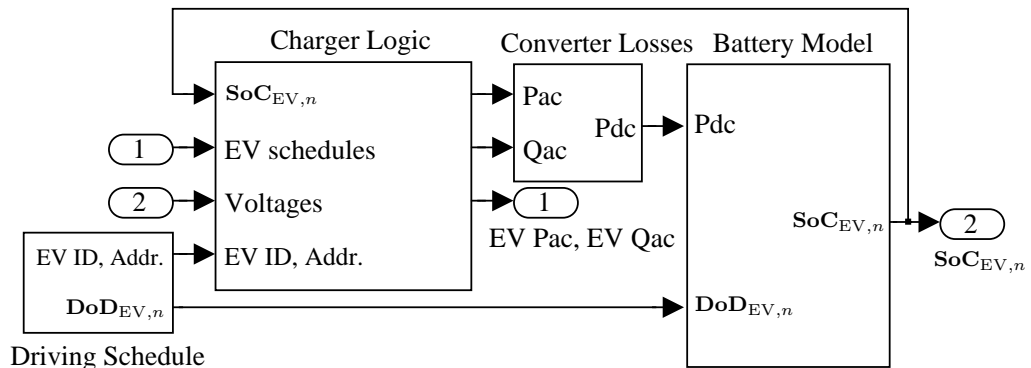 Charger Logic
Converter Losses
Battery Model
SoC_EV,n
Pac
1
EV schedules
Qac
Pdc
Pdc
2
Voltages
1
SoC_EV,n
2
EV Pac, EV Qac
EV ID, Addr.
EV ID, Addr.
SoC_EV,n
DoD_EV,n
DoD_EV,n
Driving Schedule